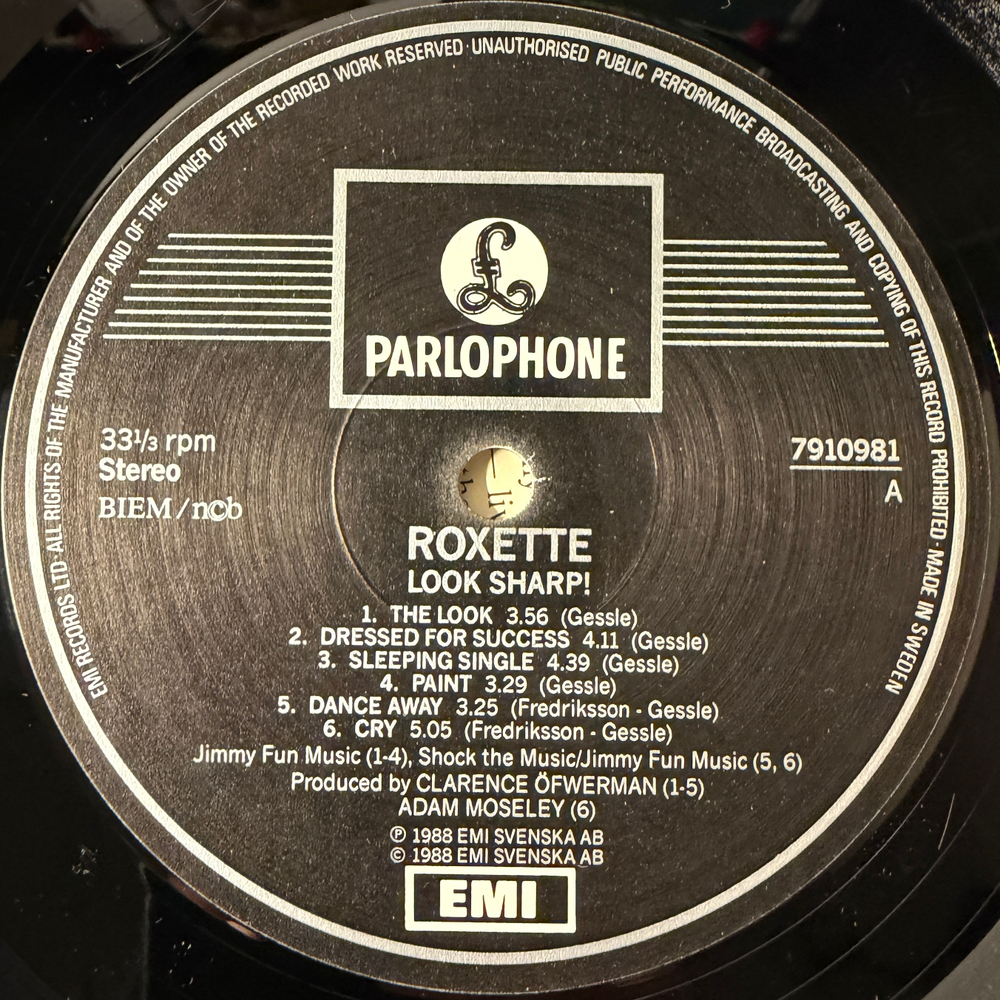 EMI RECORDS LTD · ALL RIGHTS OF THE MANUFACTURER AND OF THE OWNER OF THE RECORDED WORK RESERVED · UNAUTHORISED PUBLIC PERFORMANCE BROADCASTING AND COPYING OF THIS RECORD PROHIBITED · MADE IN SWEDEN
£
PARLOPHONE
33⅓ rpm
Stereo
BIEM / n©b
7910981
A
ROXETTE
LOOK SHARP!
1. THE LOOK 3.56 (Gessle)
2. DRESSED FOR SUCCESS 4.11 (Gessle)
3. SLEEPING SINGLE 4.39 (Gessle)
4. PAINT 3.29 (Gessle)
5. DANCE AWAY 3.25 (Fredriksson - Gessle)
6. CRY 5.05 (Fredriksson - Gessle)
Jimmy Fun Music (1-4), Shock the Music/Jimmy Fun Music (5, 6)
Produced by CLARENCE ÖFWERMAN (1-5)
ADAM MOSELEY (6)
℗ 1988 EMI SVENSKA AB
© 1988 EMI SVENSKA AB
EMI